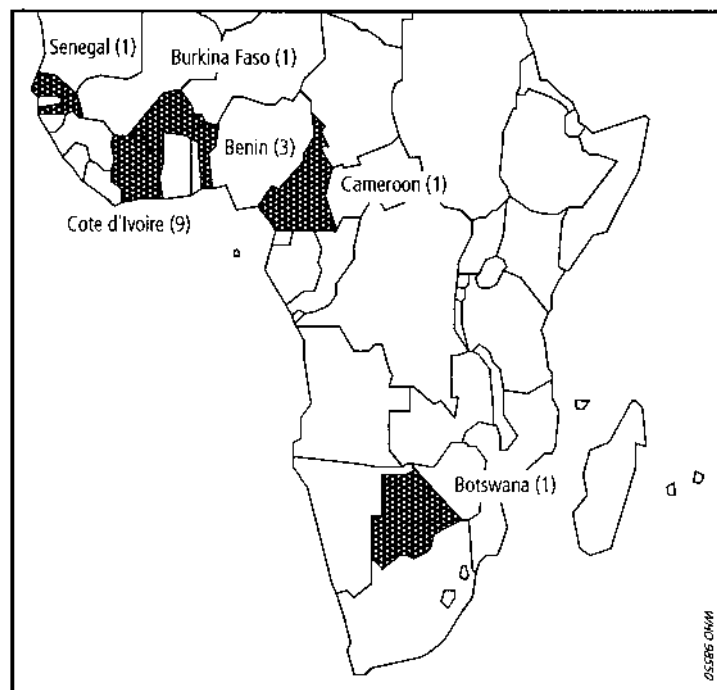 Senegal (1)
Burkina Faso (1)
Benin (3)
Cameroon (1)
Cote d'Ivoire (9)
Botswana (1)
WHO 98550